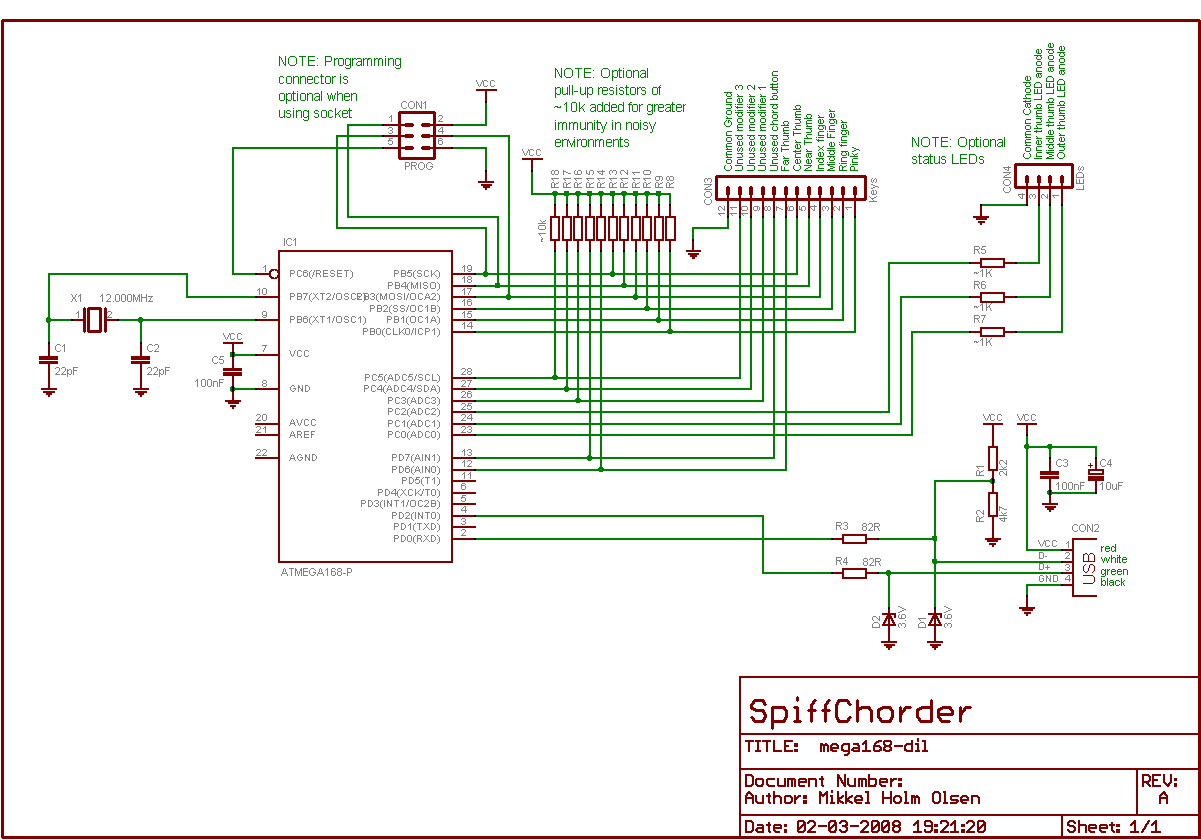 NOTE: Programming
connector is
optional when
using socket
VCC
CON1
1
2
3
4
5
6
PROG
NOTE: Optional
pull-up resistors of
~10k added for greater
immunity in noisy
environments
VCC
R18
R17
R16
R15
R14
R13
R12
R11
R10
R9
R8
~10k
Common Ground
Unused modifier 3
Unused modifier 2
Unused modifier 1
Unused chord button
Far Thumb
Center Thumb
Near Thumb
Index finger
Middle Finger
Ring finger
Pinky
CON3
Keys
12
11
10
9
8
7
6
5
4
3
2
1
NOTE: Optional
status LEDs
Common Cathode
Inner thumb LED anode
Middle thumb LED anode
Outer thumb LED anode
CON4
LEDs
4
3
2
1
R5
~1K
R6
~1K
R7
~1K
IC1
1 PC6(/RESET)
10 PB7(XT2/OSC2)
9 PB6(XT1/OSC1)
7 VCC
8 GND
20 AVCC
21 AREF
22 AGND
PB5(SCK) 19
PB4(MISO) 18
PB3(MOSI/OCA2) 17
PB2(SS/OC1B) 16
PB1(OC1A) 15
PB0(CLK0/ICP1) 14
PC5(ADC5/SCL) 28
PC4(ADC4/SDA) 27
PC3(ADC3) 26
PC2(ADC2) 25
PC1(ADC1) 24
PC0(ADC0) 23
PD7(AIN1) 13
PD6(AIN0) 12
PD5(T1) 11
PD4(XCK/T0) 6
PD3(INT1/OC2B) 5
PD2(INT0) 4
PD1(TXD) 3
PD0(RXD) 2
ATMEGA168-P
X1 12.000MHz
1 2
C1
22pF
C2
22pF
VCC
C5
100nF
VCC VCC
R1
2k2
R2
4k7
C3
100nF
+ C4
10uF
R3 82R
R4 82R
D2
3.6V
D1
3.6V
CON2
VCC 1 red
D- 2 white
D+ 3 green
GND 4 black
USB
SpiffChorder
TITLE: mega168-dil
Document Number:
Author: Mikkel Holm Olsen
REV:
A
Date: 02-03-2008 19:21:20
Sheet: 1/1